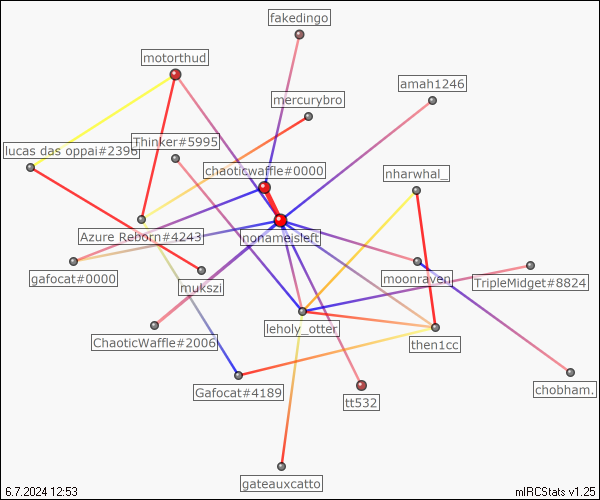 fakedingo
motorthud
amah1246
mercurybro
Thinker#5995
lucas das oppai#2396
chaoticwaffle#0000
nharwhal_
Azure Reborn#4243
nonameisleft
gafocat#0000
mukszi
moonraven
TripleMidget#8824
leholy_otter
ChaoticWaffle#2006
then1cc
Gafocat#4189
tt532
chobham.
gateauxcatto
6.7.2024 12:53
mIRCStats v1.25